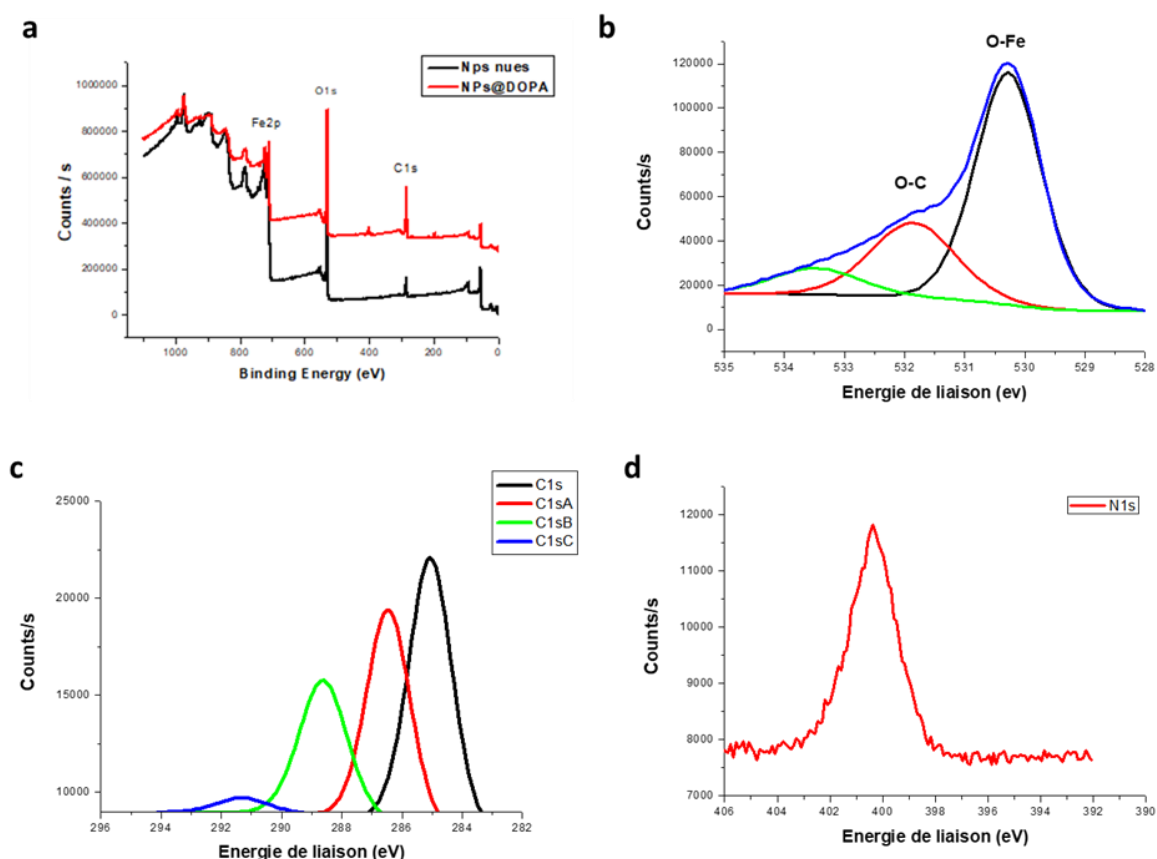 a
Nps nues
NPs@DOPA
O1s
Fe2p
C1s
1000000
800000
600000
400000
200000
0
Counts / s
1000 800 600 400 200 0
Binding Energy (eV)
b
O-Fe
O-C
120000
100000
80000
60000
40000
20000
0
Counts/s
535 534 533 532 531 530 529 528
Energie de liaison (ev)
c
C1s
C1sA
C1sB
C1sC
25000
20000
15000
10000
Counts/s
296 294 292 290 288 286 284 282
Energie de liaison (eV)
d
N1s
12000
11000
10000
9000
8000
7000
Counts/s
406 404 402 400 398 396 394 392 390
Energie de liaison (eV)